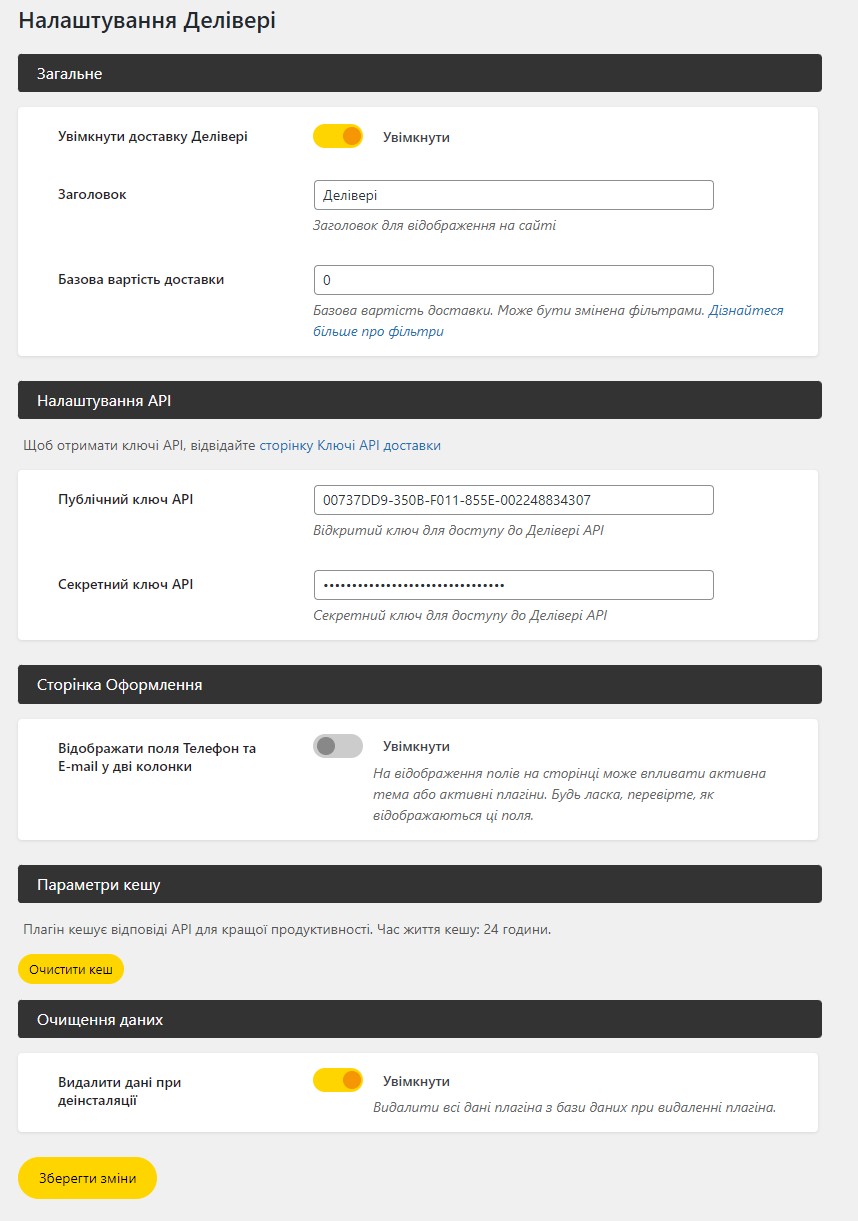 Налаштування Делівері
Загальне
Увімкнути доставку Делівері
Увімкнути
Заголовок
Делівері
Заголовок для відображення на сайті
Базова вартість доставки
0
Базова вартість доставки. Може бути змінена фільтрами. Дізнайтеся
більше про фільтри
Налаштування API
Щоб отримати ключі API, відвідайте сторінку Ключі API доставки
Публічний ключ API
00737DD9-350B-F011-855E-002248834307
Відкритий ключ для доступу до Делівері API
Секретний ключ API
••••••••••••••••••••••••••••••••
Секретний ключ для доступу до Делівері API
Сторінка Оформлення
Відображати поля Телефон та
E-mail у дві колонки
Увімкнути
На відображення полів на сторінці може впливати активна
тема або активні плагіни. Будь ласка, перевірте, як
відображаються ці поля.
Параметри кешу
Плагін кешує відповіді API для кращої продуктивності. Час життя кешу: 24 години.
Очистити кеш
Очищення даних
Видалити дані при
деінсталяції
Увімкнути
Видалити всі дані плагіна з бази даних при видаленні плагіна.
Зберегти зміни